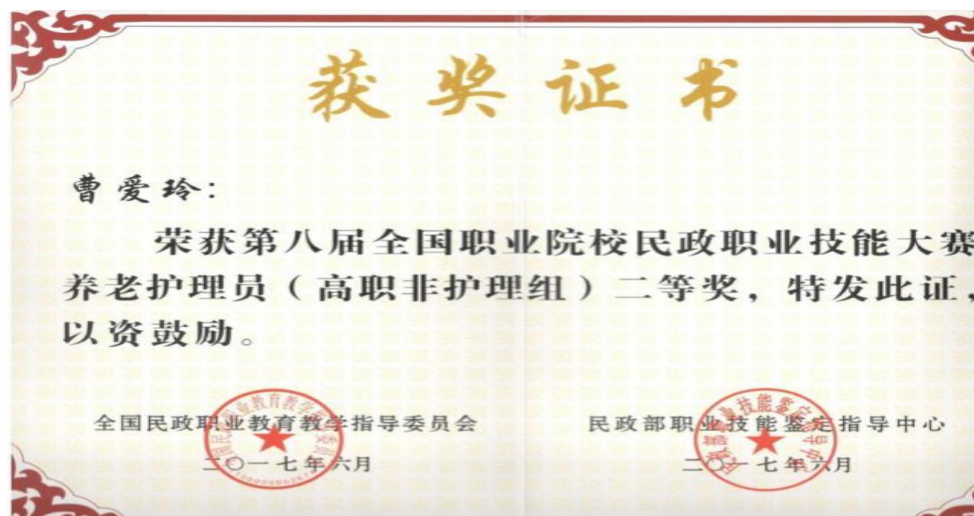 获奖证书
曹爱玲：
荣获第八届全国职业院校民政职业技能大赛
养老护理员（高职非护理组）二等奖，特发此证，
以资鼓励。
全国民政职业教育教学指导委员会
二〇一七年六月
民政部职业技能鉴定指导中心
二〇一七年六月